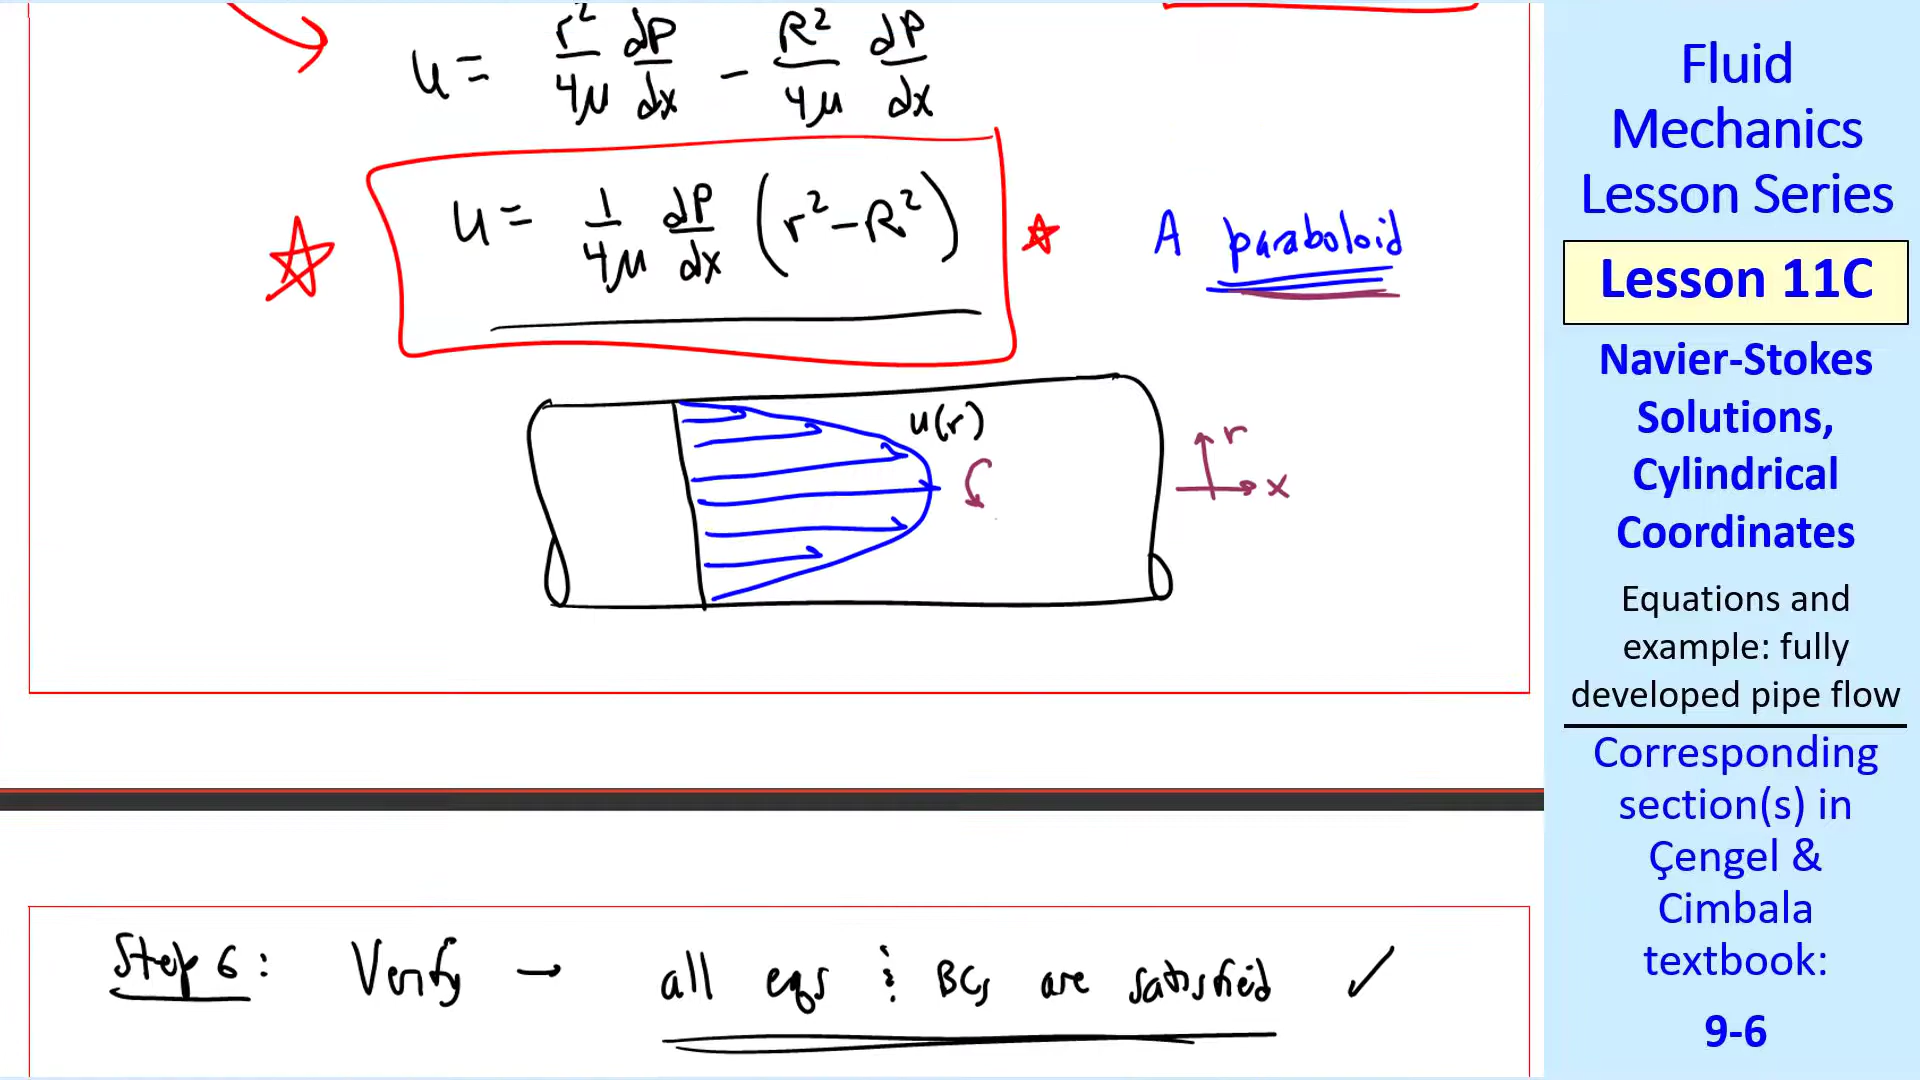 u = r²/4μ dP/dx − R²/4μ dP/dx
u = 1/4μ dP/dx (r² − R²)
A paraboloid
u(r)
r
x
Step 6: Verify → all eqs & BCs are satisfied ✓
Fluid
Mechanics
Lesson Series
Lesson 11C
Navier-Stokes
Solutions,
Cylindrical
Coordinates
Equations and
example: fully
developed pipe flow
Corresponding
section(s) in
Çengel &
Cimbala
textbook:
9-6